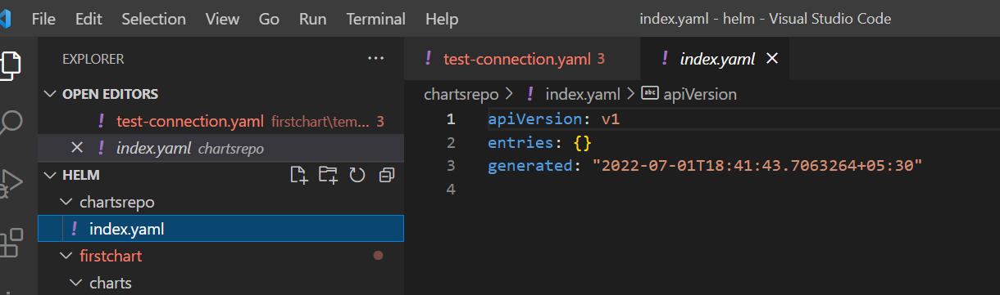 File Edit Selection View Go Run Terminal Help index.yaml - helm - Visual Studio Code
EXPLORER ...
OPEN EDITORS
! test-connection.yaml firstchart\tem... 3
! index.yaml chartsrepo
HELM
chartsrepo
! index.yaml
firstchart
charts
! test-connection.yaml 3
! index.yaml
chartsrepo > ! index.yaml > abc apiVersion
1 apiVersion: v1
2 entries: {}
3 generated: "2022-07-01T18:41:43.7063264+05:30"
4